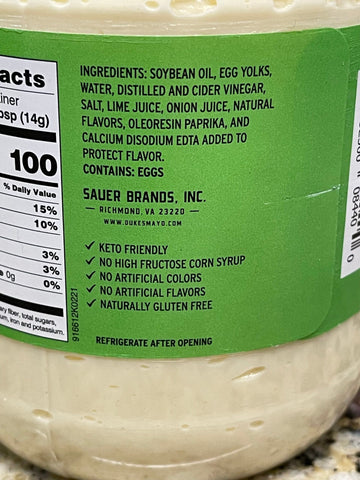 acts
iner
bsp (14g)
100
% Daily Value
15%
10%
3%
3%
0g
0%
ary fiber, total sugars,
um, iron and potassium.
INGREDIENTS: SOYBEAN OIL, EGG YOLKS,
WATER, DISTILLED AND CIDER VINEGAR,
SALT, LIME JUICE, ONION JUICE, NATURAL
FLAVORS, OLEORESIN PAPRIKA, AND
CALCIUM DISODIUM EDTA ADDED TO
PROTECT FLAVOR.
CONTAINS: EGGS
SAUER BRANDS, INC.
— RICHMOND, VA 23220 —
WWW.DUKESMAYO.COM
✓ KETO FRIENDLY
✓ NO HIGH FRUCTOSE CORN SYRUP
✓ NO ARTIFICIAL COLORS
✓ NO ARTIFICIAL FLAVORS
✓ NATURALLY GLUTEN FREE
916612K0221
REFRIGERATE AFTER OPENING